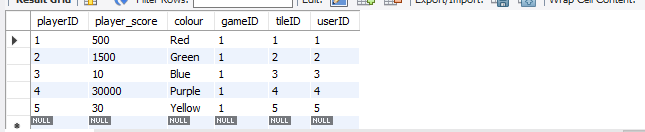 Result Grid Filter Rows: Edit: Export/Import: Wrap Cell Content:
playerID player_score colour gameID tileID userID
1 500 Red 1 1 1
2 1500 Green 1 2 2
3 10 Blue 1 3 3
4 30000 Purple 1 4 4
5 30 Yellow 1 5 5
NULL NULL NULL NULL NULL NULL